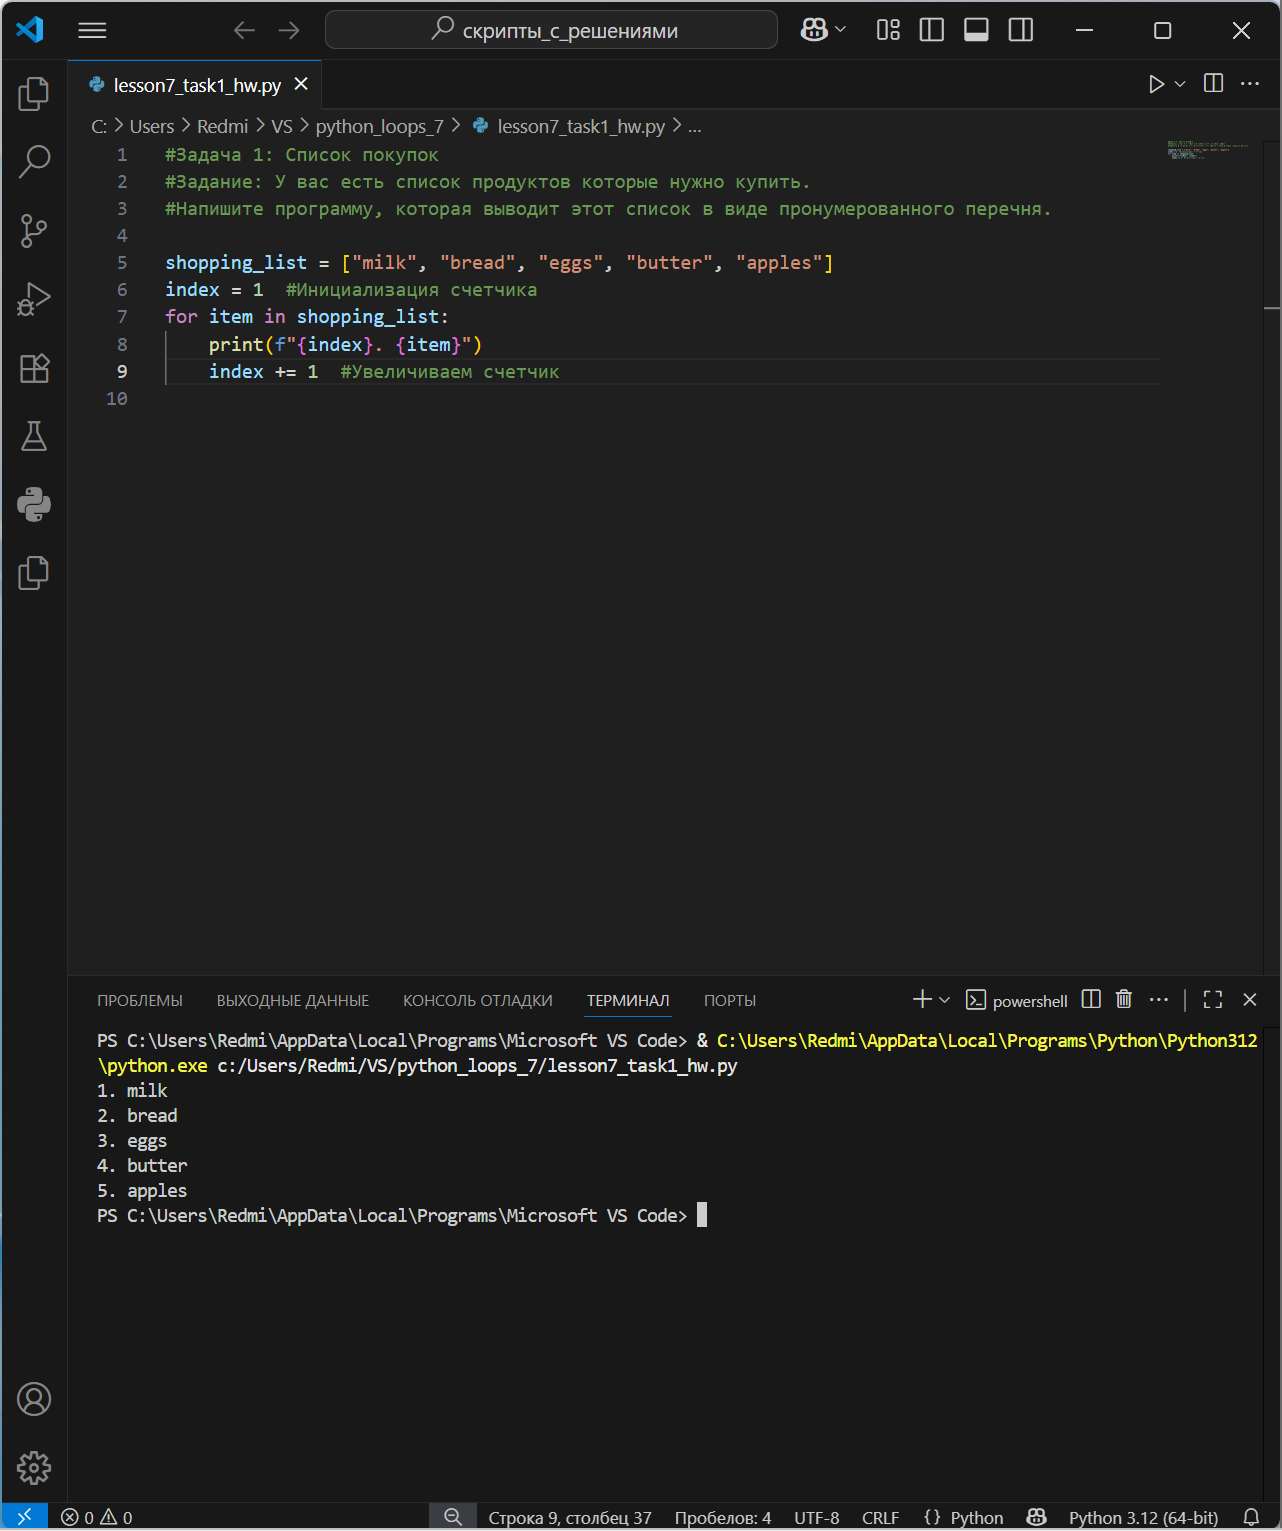 скрипты_с_решениями
lesson7_task1_hw.py
C: > Users > Redmi > VS > python_loops_7 > lesson7_task1_hw.py > ...
1 #Задача 1: Список покупок
2 #Задание: У вас есть список продуктов которые нужно купить.
3 #Напишите программу, которая выводит этот список в виде пронумерованного перечня.
4
5 shopping_list = ["milk", "bread", "eggs", "butter", "apples"]
6 index = 1  #Инициализация счетчика
7 for item in shopping_list:
8     print(f"{index}. {item}")
9     index += 1  #Увеличиваем счетчик
10
ПРОБЛЕМЫ ВЫХОДНЫЕ ДАННЫЕ КОНСОЛЬ ОТЛАДКИ ТЕРМИНАЛ ПОРТЫ powershell
PS C:\Users\Redmi\AppData\Local\Programs\Microsoft VS Code> & C:\Users\Redmi\AppData\Local\Programs\Python\Python312
\python.exe c:/Users/Redmi/VS/python_loops_7/lesson7_task1_hw.py
1. milk
2. bread
3. eggs
4. butter
5. apples
PS C:\Users\Redmi\AppData\Local\Programs\Microsoft VS Code>
0 0 Строка 9, столбец 37 Пробелов: 4 UTF-8 CRLF {} Python Python 3.12 (64-bit)